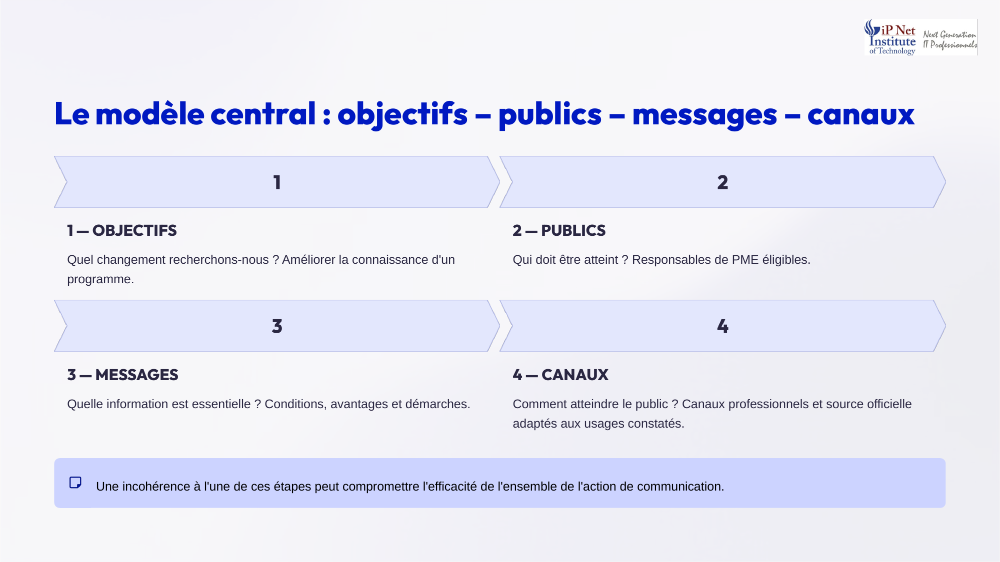 iP Net
Institute
of Technology
Next Generation
IT Professionnels
Le modèle central : objectifs – publics – messages – canaux
1
2
1 — OBJECTIFS
Quel changement recherchons-nous ? Améliorer la connaissance d'un
programme.
2 — PUBLICS
Qui doit être atteint ? Responsables de PME éligibles.
3
4
3 — MESSAGES
Quelle information est essentielle ? Conditions, avantages et démarches.
4 — CANAUX
Comment atteindre le public ? Canaux professionnels et source officielle
adaptés aux usages constatés.
Une incohérence à l'une de ces étapes peut compromettre l'efficacité de l'ensemble de l'action de communication.